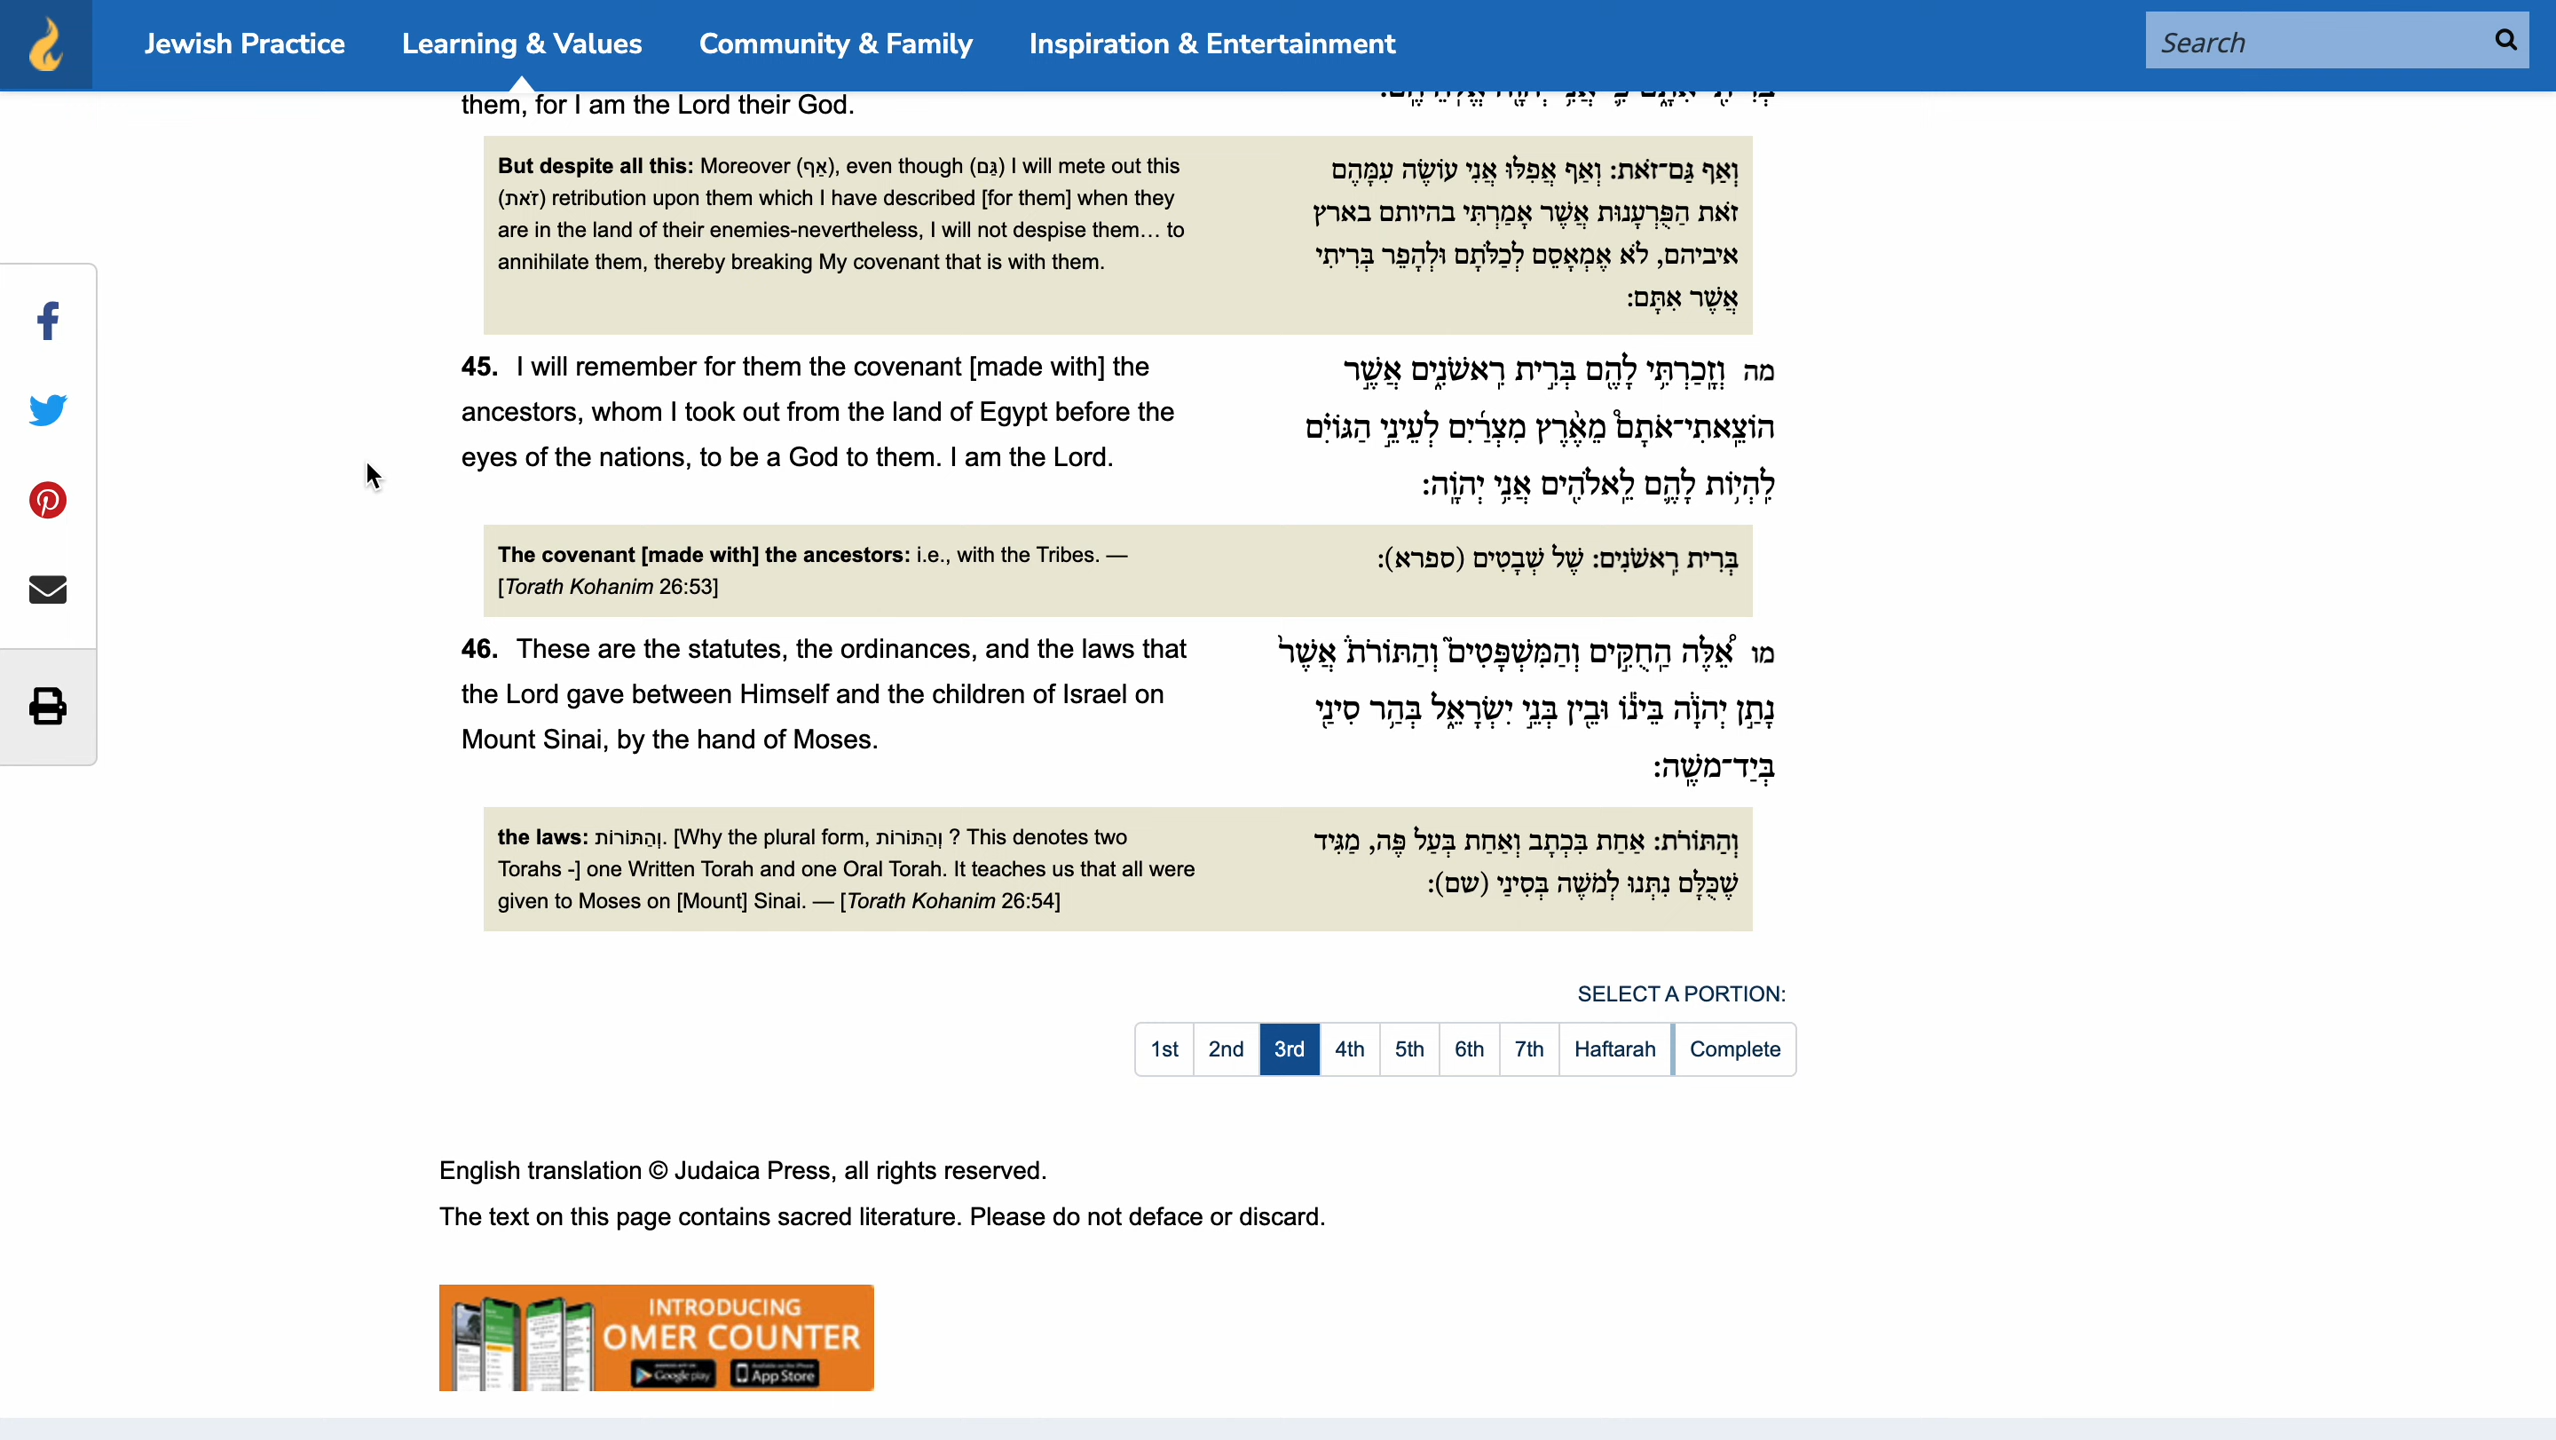 Jewish Practice Learning & Values Community & Family Inspiration & Entertainment Search
them, for I am the Lord their God.
But despite all this: Moreover (אַף), even though (גַּם) I will mete out this
(זֹאת) retribution upon them which I have described [for them] when they
are in the land of their enemies-nevertheless, I will not despise them... to
annihilate them, thereby breaking My covenant that is with them.
וְאַף גַּם־זֹאת: וְאַף אֲפִלּוּ אֲנִי עוֹשֶׂה עִמָּהֶם
זֹאת הַפֻּרְעָנוּת אֲשֶׁר אָמַרְתִּי בהיותם בארץ
איביהם, לֹא אֶמְאָסֵם לְכַלֹּתָם וּלְהָפֵר בְּרִיתִי
אֲשֶׁר אִתָּם:
45. I will remember for them the covenant [made with] the
ancestors, whom I took out from the land of Egypt before the
eyes of the nations, to be a God to them. I am the Lord.
מה וְזָֽכַרְתִּ֥י לָהֶ֖ם בְּרִ֣ית רִֽאשֹׁנִ֑ים אֲשֶׁ֣ר
הוֹצֵֽאתִי־אֹתָם֩ מֵאֶ֨רֶץ מִצְרַ֜יִם לְעֵינֵ֣י הַגּוֹיִ֗ם
לִֽהְי֥וֹת לָהֶ֛ם לֵֽאלֹהִ֖ים אֲנִ֥י יְהֹוָֽה:
The covenant [made with] the ancestors: i.e., with the Tribes. —
[Torath Kohanim 26:53]
בְּרִית רִֽאשֹׁנִים: שֶׁל שְׁבָטִים (ספרא):
46. These are the statutes, the ordinances, and the laws that
the Lord gave between Himself and the children of Israel on
Mount Sinai, by the hand of Moses.
מו אֵ֠לֶּה הַֽחֻקִּ֣ים וְהַמִּשְׁפָּטִים֘ וְהַתּוֹרֹת֒ אֲשֶׁר֙
נָתַ֣ן יְהֹוָ֔ה בֵּינ֕וֹ וּבֵ֖ין בְּנֵ֣י יִשְׂרָאֵ֑ל בְּהַ֥ר סִינַ֖י
בְּיַד־משֶֽׁה:
the laws: וְהַתּוֹרוֹת. [Why the plural form, וְהַתּוֹרוֹת ? This denotes two
Torahs -] one Written Torah and one Oral Torah. It teaches us that all were
given to Moses on [Mount] Sinai. — [Torath Kohanim 26:54]
וְהַתּוֹרֹת: אַחַת בִּכְתָב וְאַחַת בְּעַל פֶּה, מַגִּיד
שֶׁכֻּלָּם נִתְּנוּ לְמֹשֶׁה בְּסִינַי (שם):
SELECT A PORTION:
1st 2nd 3rd 4th 5th 6th 7th Haftarah Complete
English translation © Judaica Press, all rights reserved.
The text on this page contains sacred literature. Please do not deface or discard.
INTRODUCING
OMER COUNTER
Google play App Store